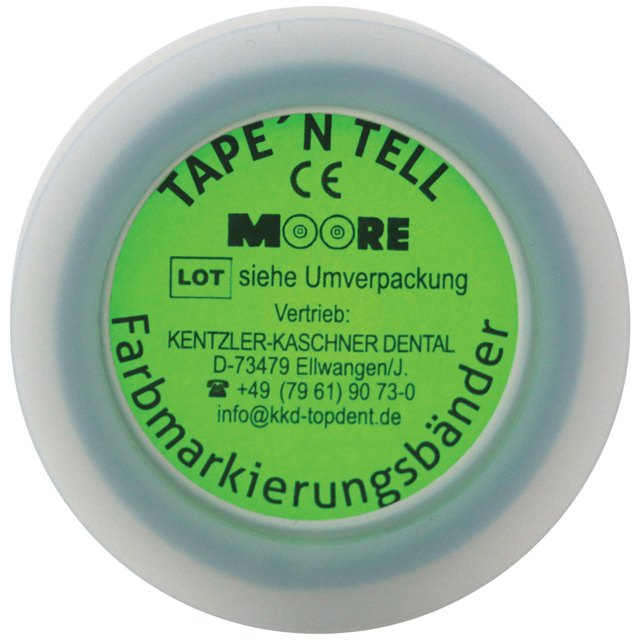 TAPE´N TELL
CE
MOORE
LOT siehe Umverpackung
Vertrieb:
KENTZLER-KASCHNER DENTAL
D-73479 Ellwangen/J.
☎ +49 (79 61) 90 73-0
info@kkd-topdent.de
Farbmarkierungsbänder